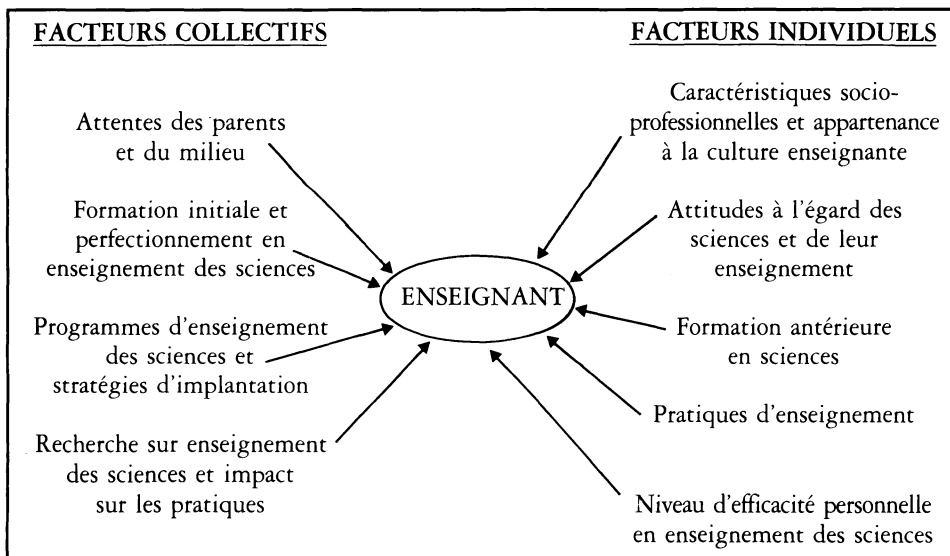 FACTEURS COLLECTIFS
Attentes des parents
et du milieu
Formation initiale et
perfectionnement en
enseignement des sciences
Programmes d'enseignement
des sciences et
stratégies d'implantation
Recherche sur enseignement
des sciences et impact
sur les pratiques
ENSEIGNANT
FACTEURS INDIVIDUELS
Caractéristiques socio-
professionnelles et appartenance
à la culture enseignante
Attitudes à l'égard des
sciences et de leur
enseignement
Formation antérieure
en sciences
Pratiques d'enseignement
Niveau d'efficacité personnelle
en enseignement des sciences